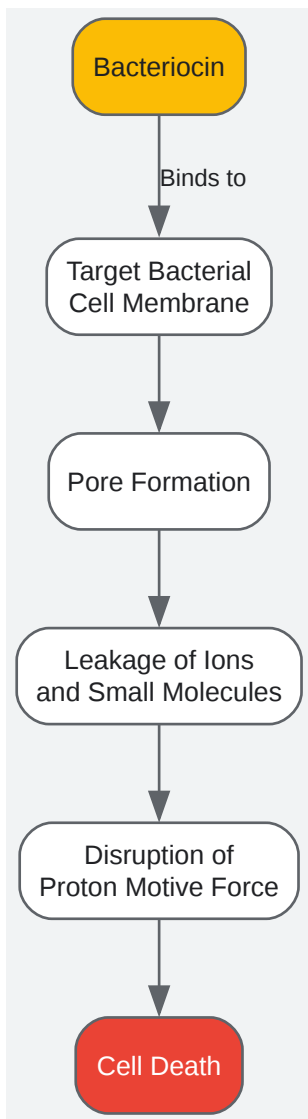 Bacteriocin
Binds to
Target Bacterial
Cell Membrane
Pore Formation
Leakage of Ions
and Small Molecules
Disruption of
Proton Motive Force
Cell Death